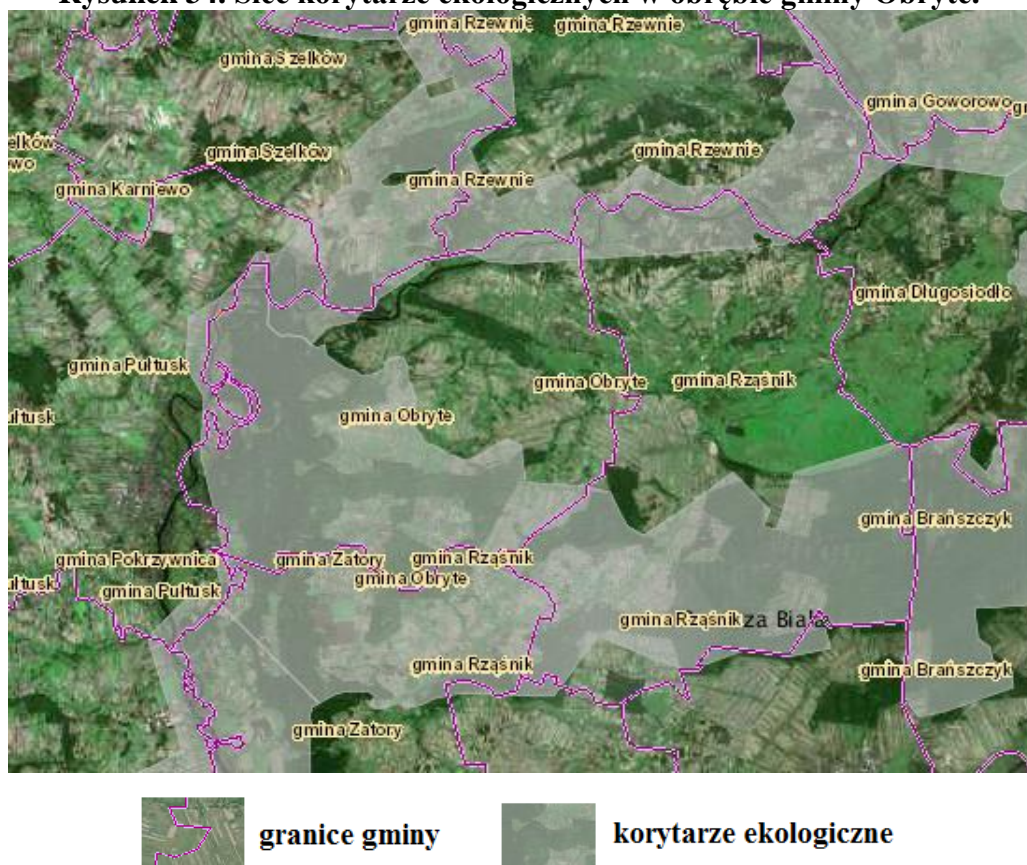 Rysunek 34. Sieć korytarze ekologicznych w obrębie gminy Obryte.
gmina Rzewnie
gmina Rzewnie
gmina Szelków
gmina Goworowo
gmina Szelków
gmina Rzewnie
gmina Karniewo
gmina Rzewnie
gmina Długosiodło
gmina Pułtusk
gmina Obryte
gmina Rząśnik
gmina Obryte
gmina Brańszczyk
gmina Pokrzywnica
gmina Zatory
gmina Rząśnik
gmina Obryte
gmina Pułtusk
gmina Rząśnik
gmina Rząśnik
gmina Brańszczyk
gmina Zatory
granice gminy
korytarze ekologiczne